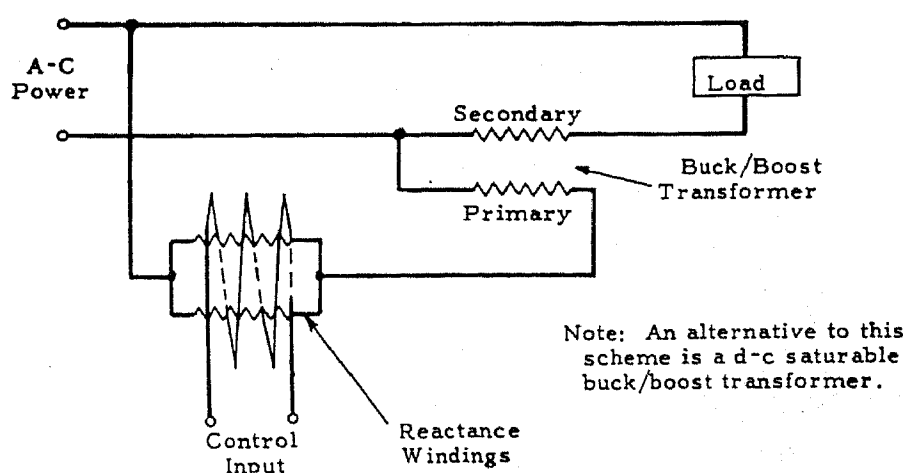 A-C
Power
Load
Secondary
Buck/Boost
Transformer
Primary
Note: An alternative to this
scheme is a d-c saturable
buck/boost transformer.
Reactance
Windings
Control
Input